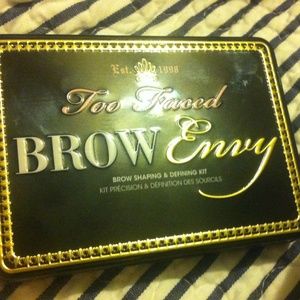 Est. 1998
Too Faced
BROW Envy
BROW SHAPING & DEFINING KIT
KIT PRÉCISION & DÉFINITION DES SOURCILS